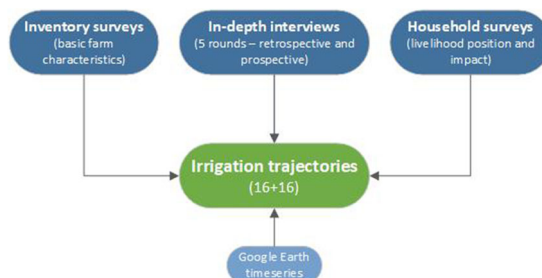 Inventory surveys
(basic farm
characteristics)
In-depth interviews
(5 rounds – retrospective and
prospective)
Household surveys
(livelihood position and
impact)
Irrigation trajectories
(16+16)
Google Earth
timeseries